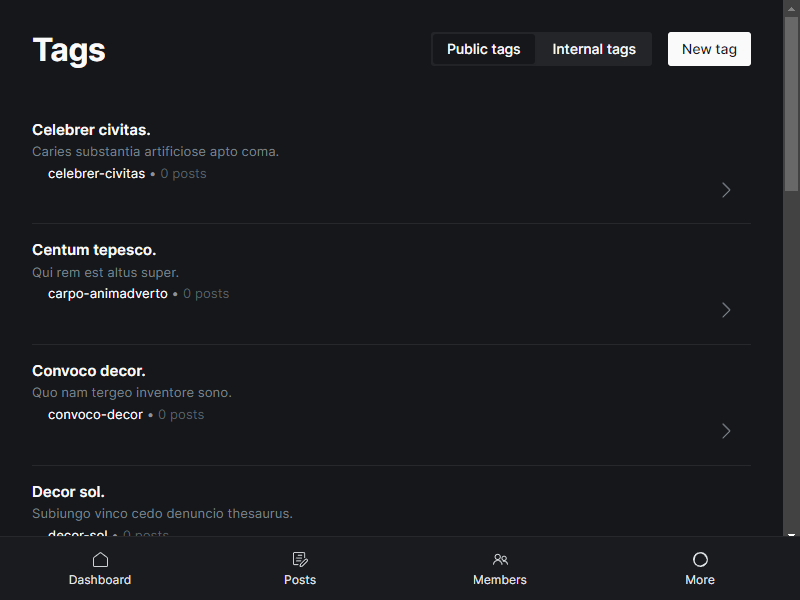 Tags
Public tags Internal tags New tag
Celebrer civitas.
Caries substantia artificiose apto coma.
celebrer-civitas • 0 posts
Centum tepesco.
Qui rem est altus super.
carpo-animadverto • 0 posts
Convoco decor.
Quo nam tergeo inventore sono.
convoco-decor • 0 posts
Decor sol.
Subiungo vinco cedo denuncio thesaurus.
decor-sol • 0 posts
Dashboard Posts Members More